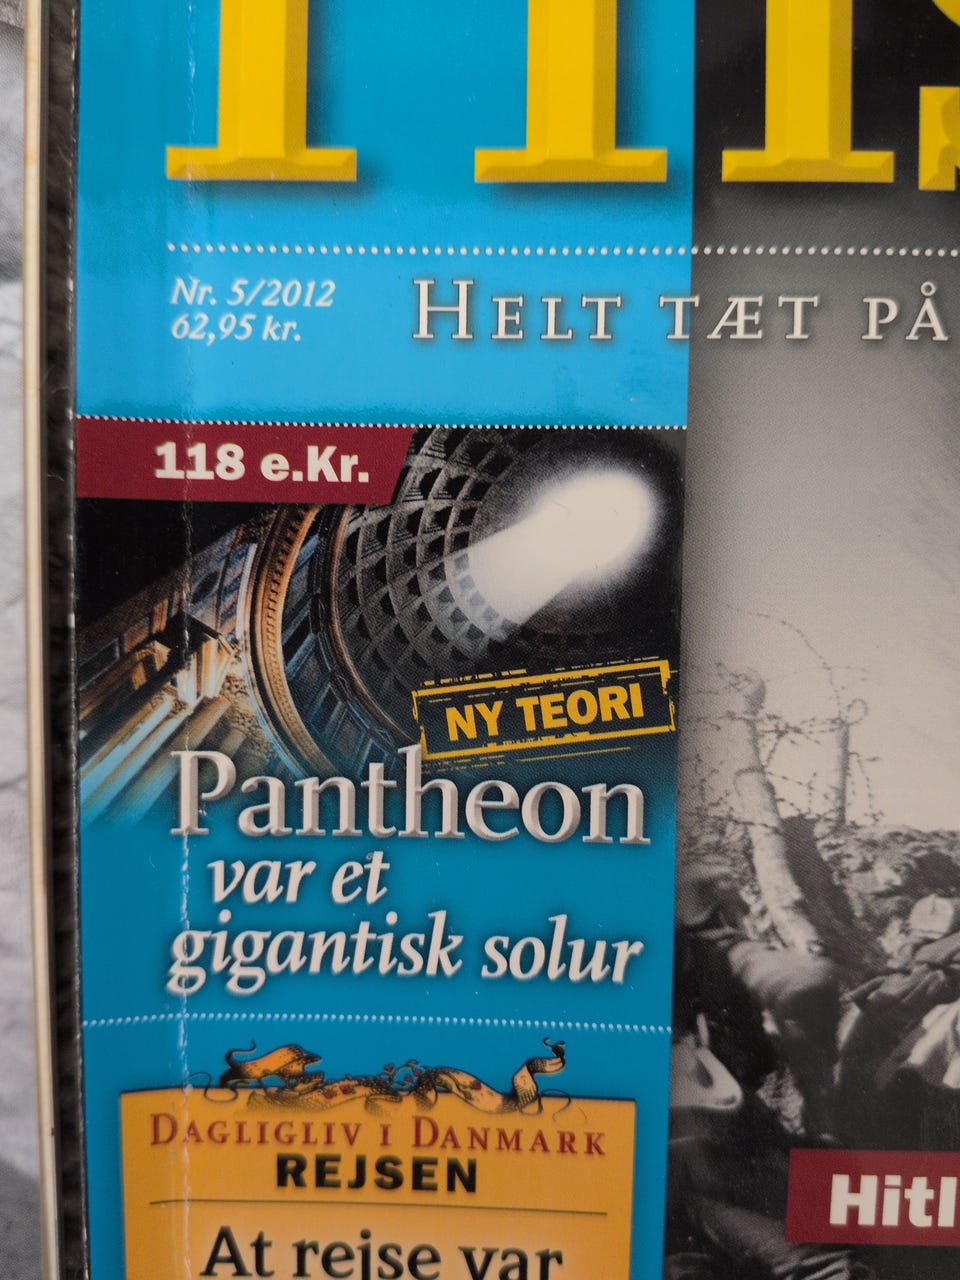 Nr. 5/2012
62,95 kr.
HELT TÆT PÅ
118 e.Kr.
NY TEORI
Pantheon
var et
gigantisk solur
DAGLIGLIV I DANMARK
REJSEN
At rejse var
Hitl